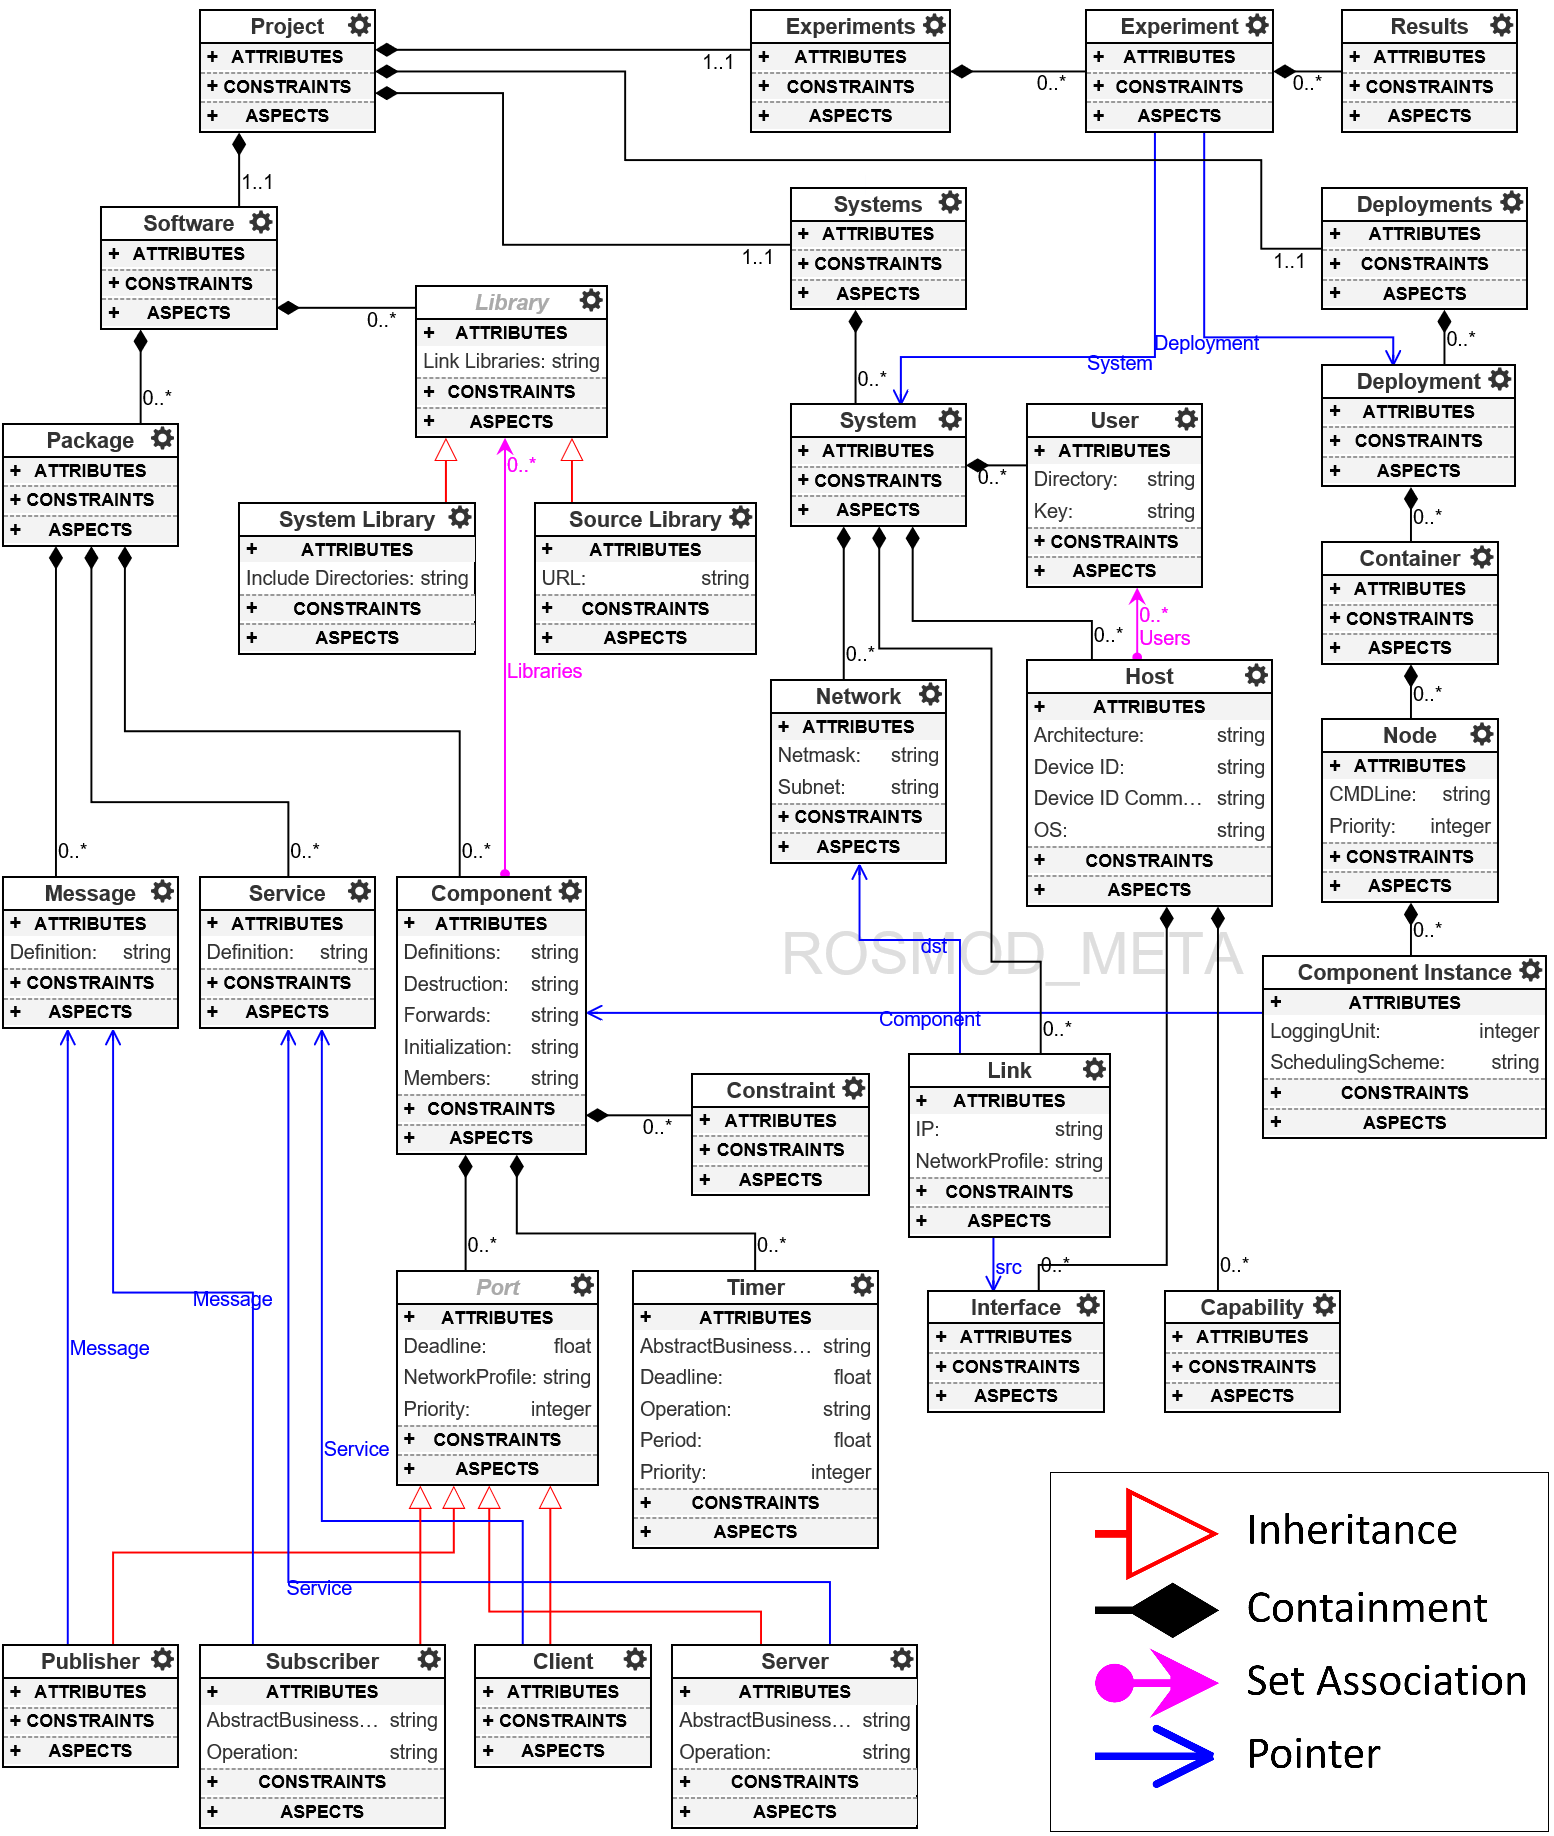 Project
+ ATTRIBUTES
+ CONSTRAINTS
+ ASPECTS
Experiments
+ ATTRIBUTES
+ CONSTRAINTS
+ ASPECTS
Experiment
+ ATTRIBUTES
+ CONSTRAINTS
+ ASPECTS
Results
+ ATTRIBUTES
+ CONSTRAINTS
+ ASPECTS
1..1
0..*
0..*
1..1
Software
+ ATTRIBUTES
+ CONSTRAINTS
+ ASPECTS
Systems
+ ATTRIBUTES
+ CONSTRAINTS
+ ASPECTS
1..1
Deployments
+ ATTRIBUTES
+ CONSTRAINTS
+ ASPECTS
1..1
Library
+ ATTRIBUTES
Link Libraries: string
+ CONSTRAINTS
+ ASPECTS
0..*
0..*
0..*
0..*
System
Deployment
Package
+ ATTRIBUTES
+ CONSTRAINTS
+ ASPECTS
System
+ ATTRIBUTES
+ CONSTRAINTS
+ ASPECTS
0..*
User
+ ATTRIBUTES
Directory: string
Key: string
+ CONSTRAINTS
+ ASPECTS
Deployment
+ ATTRIBUTES
+ CONSTRAINTS
+ ASPECTS
0..*
0..*
System Library
+ ATTRIBUTES
Include Directories: string
+ CONSTRAINTS
+ ASPECTS
Source Library
+ ATTRIBUTES
URL: string
+ CONSTRAINTS
+ ASPECTS
Libraries
Container
+ ATTRIBUTES
+ CONSTRAINTS
+ ASPECTS
0..*
0..*
0..*
Users
0..*
Network
+ ATTRIBUTES
Netmask: string
Subnet: string
+ CONSTRAINTS
+ ASPECTS
Host
+ ATTRIBUTES
Architecture: string
Device ID: string
Device ID Comm... string
OS: string
+ CONSTRAINTS
+ ASPECTS
Node
+ ATTRIBUTES
CMDLine: string
Priority: integer
+ CONSTRAINTS
+ ASPECTS
0..*
0..*
0..*
0..*
Message
+ ATTRIBUTES
Definition: string
+ CONSTRAINTS
+ ASPECTS
Service
+ ATTRIBUTES
Definition: string
+ CONSTRAINTS
+ ASPECTS
Component
+ ATTRIBUTES
Definitions: string
Destruction: string
Forwards: string
Initialization: string
Members: string
+ CONSTRAINTS
+ ASPECTS
dst
ROSMOD_META
Component
0..*
Component Instance
+ ATTRIBUTES
LoggingUnit: integer
SchedulingScheme: string
+ CONSTRAINTS
+ ASPECTS
Constraint
+ ATTRIBUTES
+ CONSTRAINTS
+ ASPECTS
0..*
Link
+ ATTRIBUTES
IP: string
NetworkProfile: string
+ CONSTRAINTS
+ ASPECTS
0..*
0..*
src
0..*
0..*
Port
+ ATTRIBUTES
Deadline: float
NetworkProfile: string
Priority: integer
+ CONSTRAINTS
+ ASPECTS
Timer
+ ATTRIBUTES
AbstractBusiness... string
Deadline: float
Operation: string
Period: float
Priority: integer
+ CONSTRAINTS
+ ASPECTS
Interface
+ ATTRIBUTES
+ CONSTRAINTS
+ ASPECTS
Capability
+ ATTRIBUTES
+ CONSTRAINTS
+ ASPECTS
Message
Message
Service
Service
Publisher
+ ATTRIBUTES
+ CONSTRAINTS
+ ASPECTS
Subscriber
+ ATTRIBUTES
AbstractBusiness... string
Operation: string
+ CONSTRAINTS
+ ASPECTS
Client
+ ATTRIBUTES
+ CONSTRAINTS
+ ASPECTS
Server
+ ATTRIBUTES
AbstractBusiness... string
Operation: string
+ CONSTRAINTS
+ ASPECTS
Inheritance
Containment
Set Association
Pointer